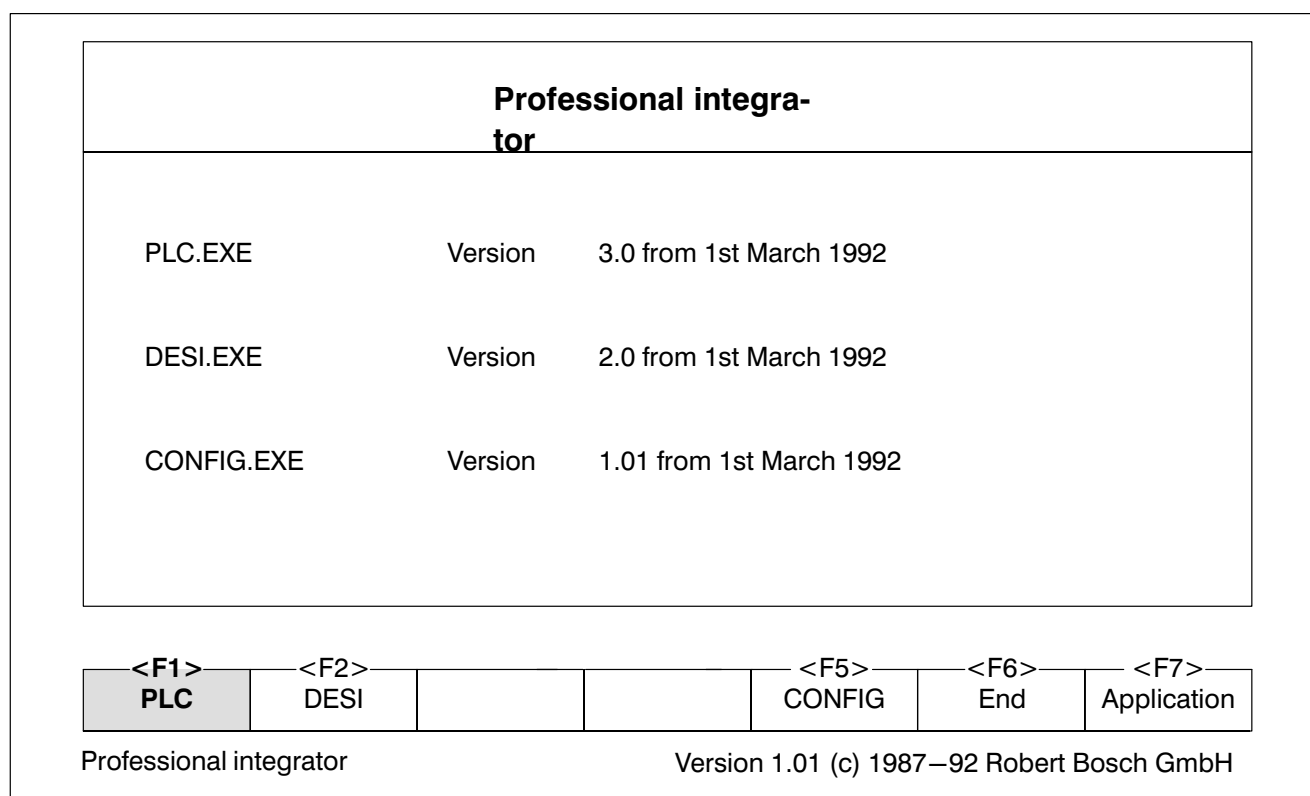 Professional integra-
tor
PLC.EXE Version 3.0 from 1st March 1992
DESI.EXE Version 2.0 from 1st March 1992
CONFIG.EXE Version 1.01 from 1st March 1992
<F1> <F2> <F5> <F6> <F7>
PLC DESI CONFIG End Application
Professional integrator Version 1.01 (c) 1987–92 Robert Bosch GmbH